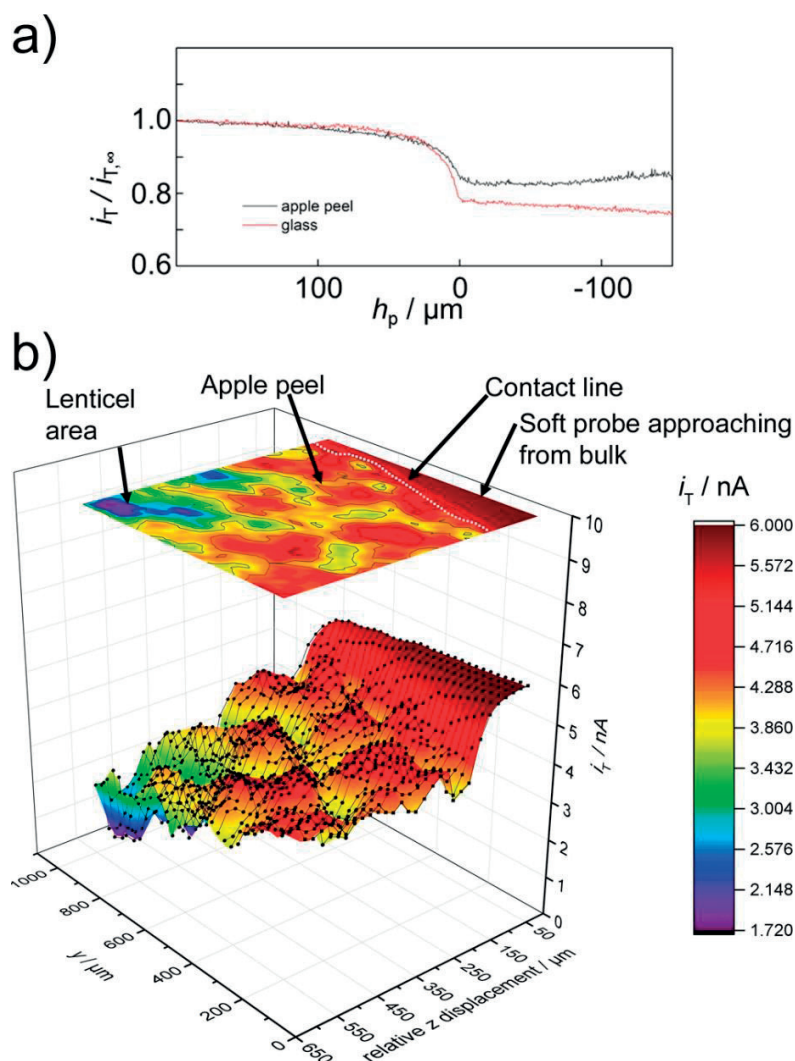 a)
1.0
0.8
0.6
i_T / i_T,∞
apple peel
glass
100
0
-100
h_p / µm
b)
Lenticel
area
Apple peel
Contact line
Soft probe approaching
from bulk
i_T / nA
10
9
8
7
6
5
4
3
2
1
0
i_T / nA
6.000
5.572
5.144
4.716
4.288
3.860
3.432
3.004
2.576
2.148
1.720
1000
800
600
400
200
0
y / µm
650
550
450
350
250
150
50
relative z displacement / µm